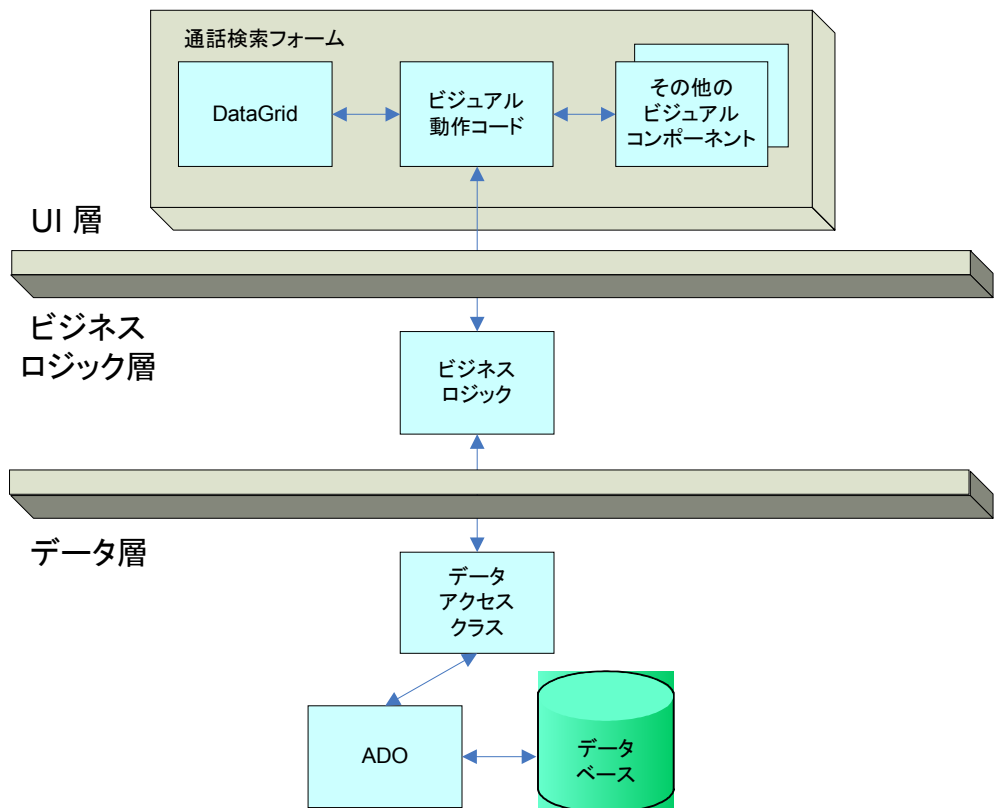 通話検索フォーム
DataGrid
ビジュアル
動作コード
その他の
ビジュアル
コンポーネント
UI 層
ビジネス
ロジック層
ビジネス
ロジック
データ層
データ
アクセス
クラス
ADO
データ
ベース